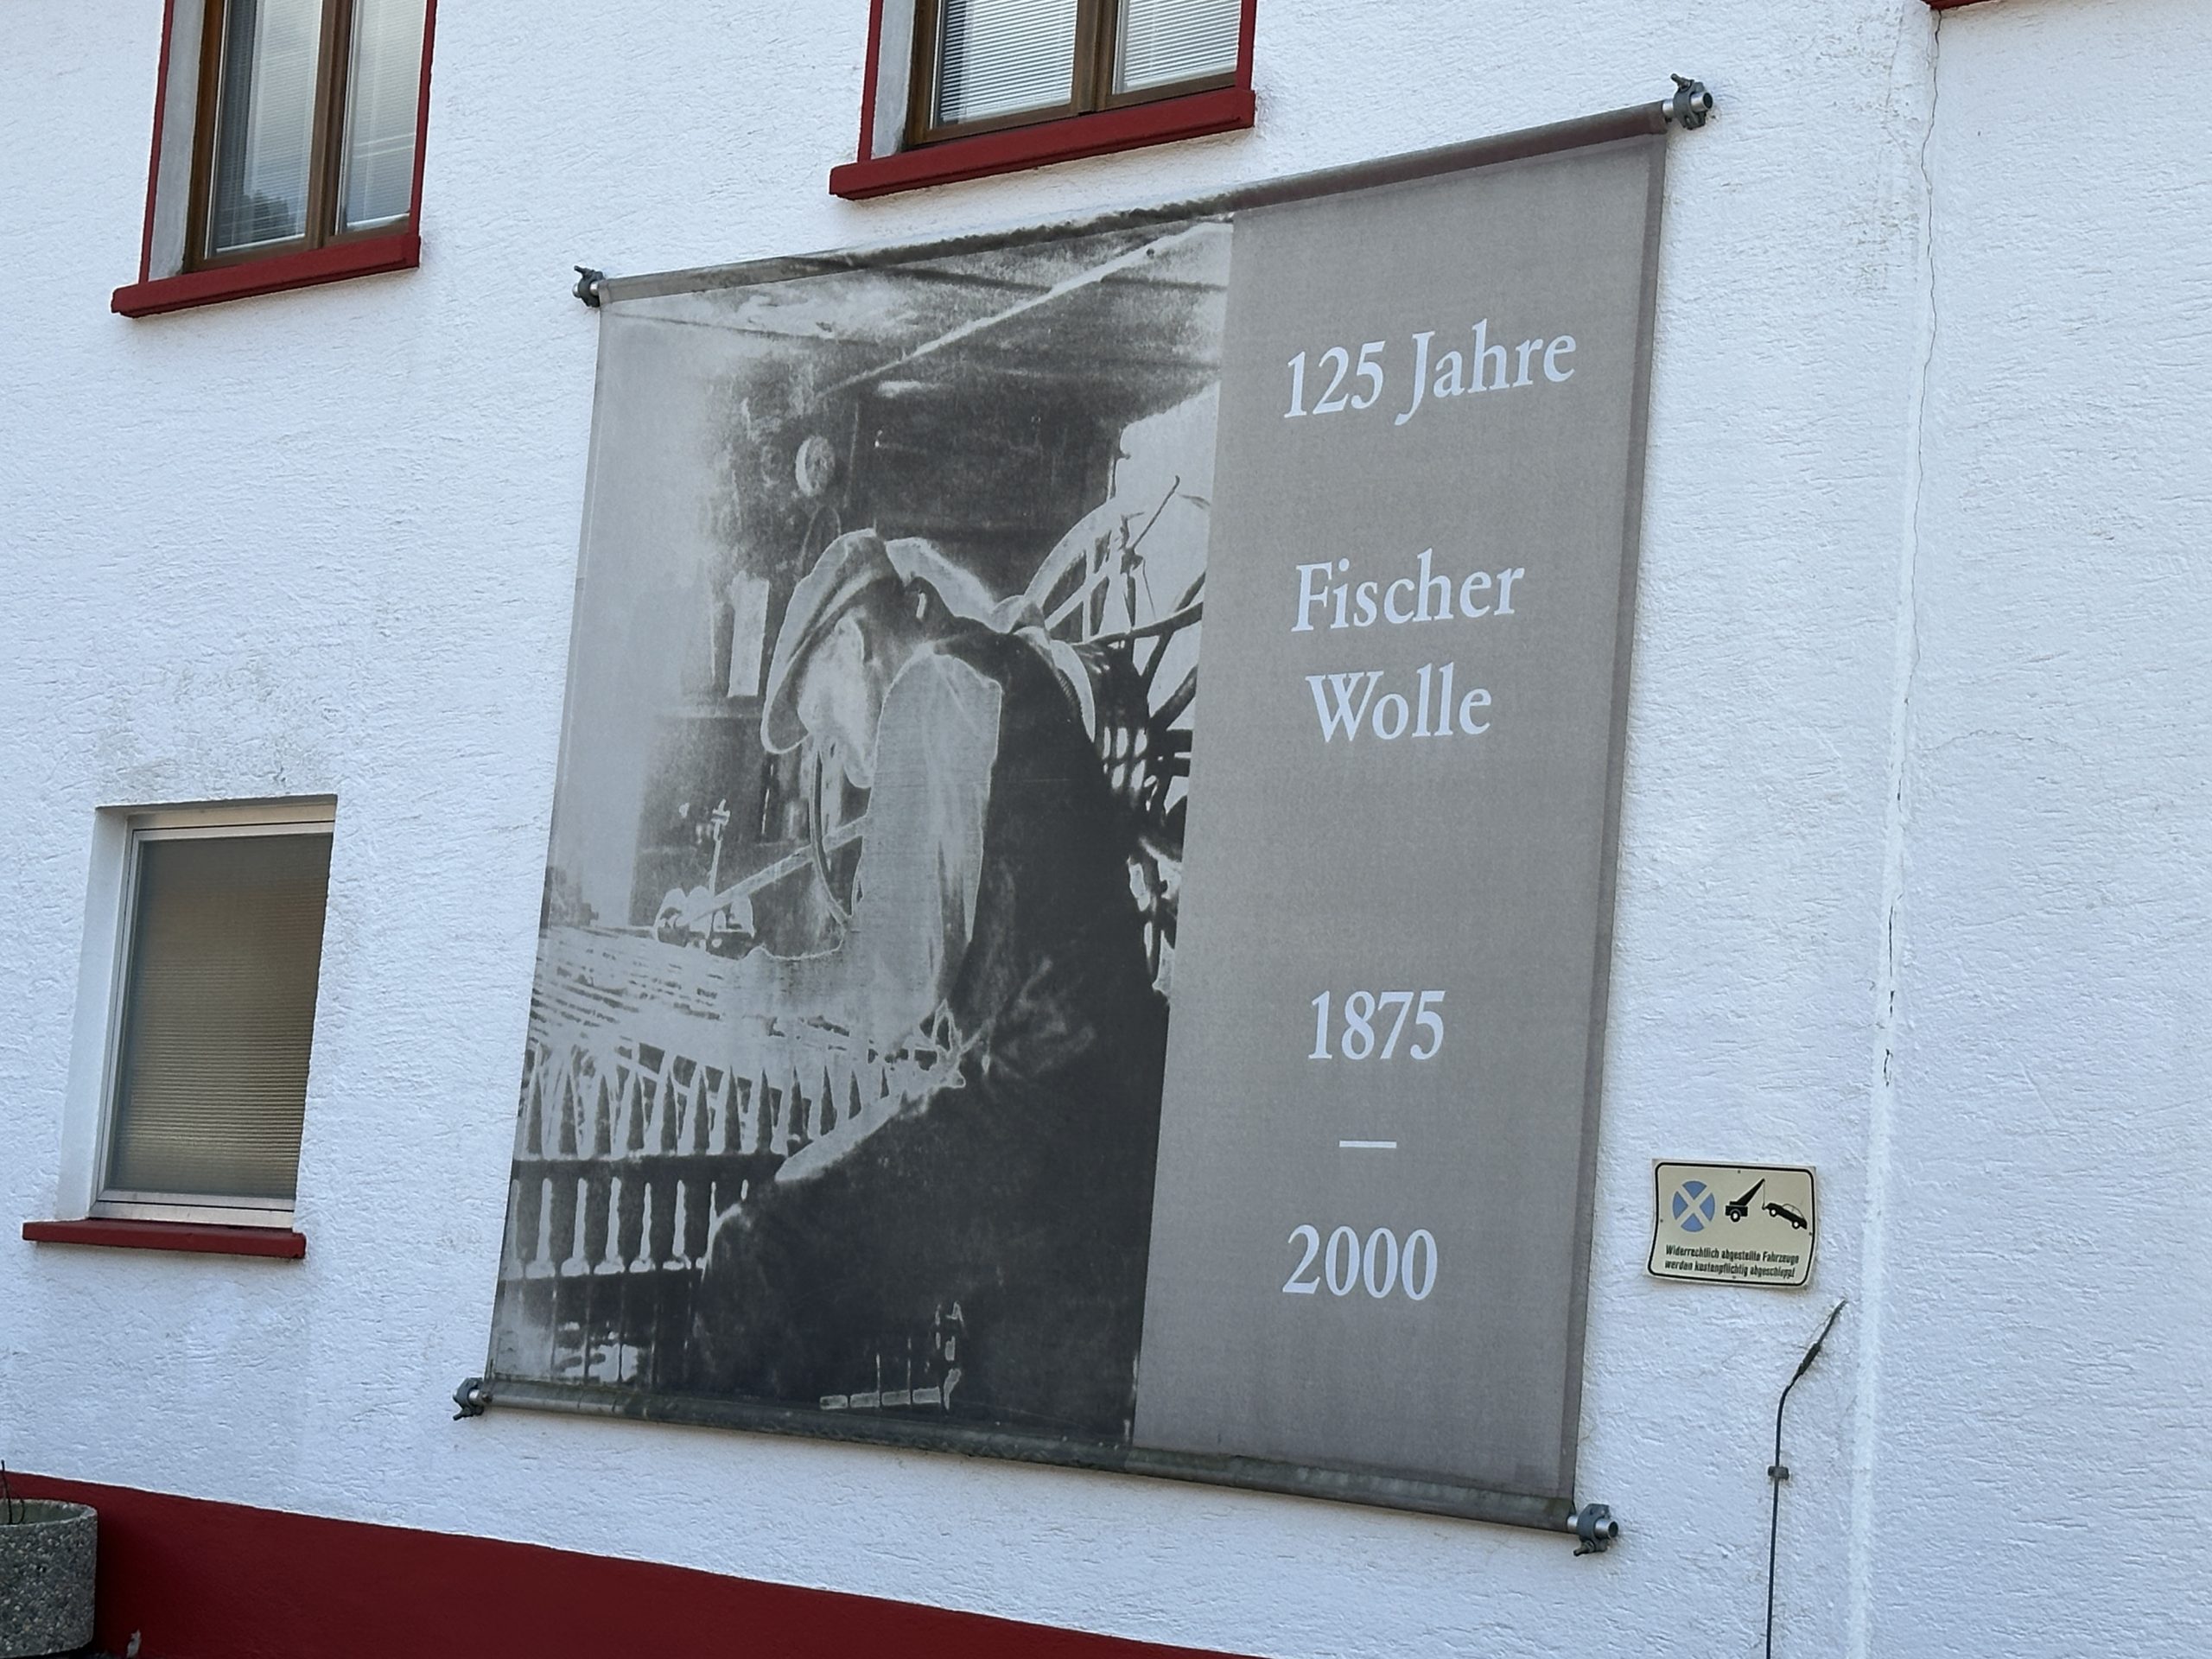 125 Jahre
Fischer
Wolle
1875
—
2000
Widerrechtlich abgestellte Fahrzeuge
werden kostenpflichtig abgeschleppt